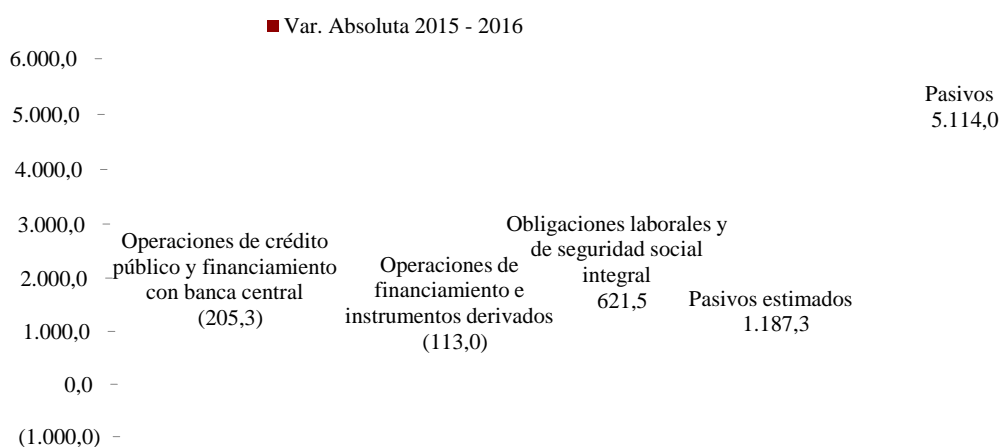 Var. Absoluta 2015 - 2016
6.000,0
5.000,0
4.000,0
3.000,0
2.000,0
1.000,0
0,0
(1.000,0)
Operaciones de crédito
público y financiamiento
con banca central
(205,3)
Operaciones de
financiamiento e
instrumentos derivados
(113,0)
Obligaciones laborales y
de seguridad social
integral
621,5
Pasivos estimados
1.187,3
Pasivos
5.114,0